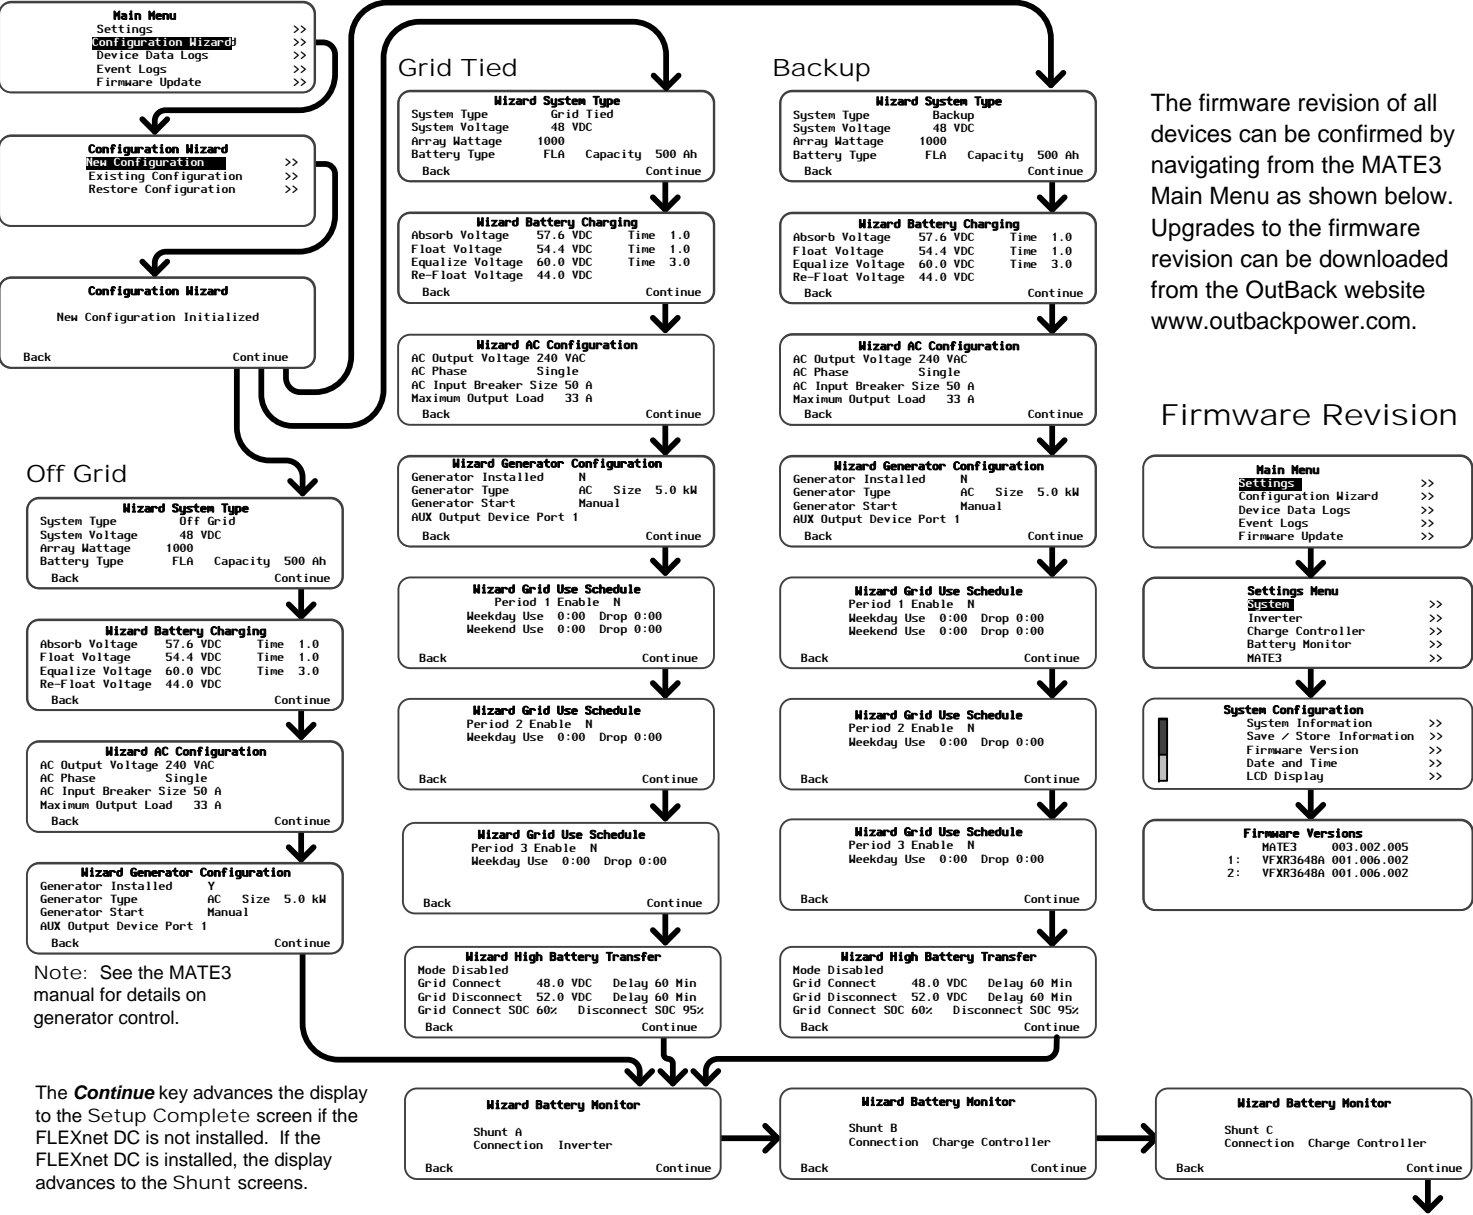 Main Menu
Settings >>
Configuration Wizard >>
Device Data Logs >>
Event Logs >>
Firmware Update >>
Configuration Wizard
New Configuration >>
Existing Configuration >>
Restore Configuration >>
Configuration Wizard
New Configuration Initialized
Back Continue
Off Grid
Wizard System Type
System Type Off Grid
System Voltage 48 VDC
Array Wattage 1000
Battery Type FLA Capacity 500 Ah
Back Continue
Wizard Battery Charging
Absorb Voltage 57.6 VDC Time 1.0
Float Voltage 54.4 VDC Time 1.0
Equalize Voltage 60.0 VDC Time 3.0
Re-Float Voltage 44.0 VDC
Back Continue
Wizard AC Configuration
AC Output Voltage 240 VAC
AC Phase Single
AC Input Breaker Size 50 A
Maximum Output Load 33 A
Back Continue
Wizard Generator Configuration
Generator Installed Y
Generator Type AC Size 5.0 kW
Generator Start Manual
AUX Output Device Port 1
Back Continue
Note: See the MATE3
manual for details on
generator control.
The Continue key advances the display
to the Setup Complete screen if the
FLEXnet DC is not installed. If the
FLEXnet DC is installed, the display
advances to the Shunt screens.
Grid Tied
Wizard System Type
System Type Grid Tied
System Voltage 48 VDC
Array Wattage 1000
Battery Type FLA Capacity 500 Ah
Back Continue
Wizard Battery Charging
Absorb Voltage 57.6 VDC Time 1.0
Float Voltage 54.4 VDC Time 1.0
Equalize Voltage 60.0 VDC Time 3.0
Re-Float Voltage 44.0 VDC
Back Continue
Wizard AC Configuration
AC Output Voltage 240 VAC
AC Phase Single
AC Input Breaker Size 50 A
Maximum Output Load 33 A
Back Continue
Wizard Generator Configuration
Generator Installed N
Generator Type AC Size 5.0 kW
Generator Start Manual
AUX Output Device Port 1
Back Continue
Wizard Grid Use Schedule
Period 1 Enable N
Weekday Use 0:00 Drop 0:00
Weekend Use 0:00 Drop 0:00
Back Continue
Wizard Grid Use Schedule
Period 2 Enable N
Weekday Use 0:00 Drop 0:00
Back Continue
Wizard Grid Use Schedule
Period 3 Enable N
Weekday Use 0:00 Drop 0:00
Back Continue
Wizard High Battery Transfer
Mode Disabled
Grid Connect 48.0 VDC Delay 60 Min
Grid Disconnect 52.0 VDC Delay 60 Min
Grid Connect SOC 60% Disconnect SOC 95%
Back Continue
Backup
Wizard System Type
System Type Backup
System Voltage 48 VDC
Array Wattage 1000
Battery Type FLA Capacity 500 Ah
Back Continue
Wizard Battery Charging
Absorb Voltage 57.6 VDC Time 1.0
Float Voltage 54.4 VDC Time 1.0
Equalize Voltage 60.0 VDC Time 3.0
Re-Float Voltage 44.0 VDC
Back Continue
Wizard AC Configuration
AC Output Voltage 240 VAC
AC Phase Single
AC Input Breaker Size 50 A
Maximum Output Load 33 A
Back Continue
Wizard Generator Configuration
Generator Installed N
Generator Type AC Size 5.0 kW
Generator Start Manual
AUX Output Device Port 1
Back Continue
Wizard Grid Use Schedule
Period 1 Enable N
Weekday Use 0:00 Drop 0:00
Weekend Use 0:00 Drop 0:00
Back Continue
Wizard Grid Use Schedule
Period 2 Enable N
Weekday Use 0:00 Drop 0:00
Back Continue
Wizard Grid Use Schedule
Period 3 Enable N
Weekday Use 0:00 Drop 0:00
Back Continue
Wizard High Battery Transfer
Mode Disabled
Grid Connect 48.0 VDC Delay 60 Min
Grid Disconnect 52.0 VDC Delay 60 Min
Grid Connect SOC 60% Disconnect SOC 95%
Back Continue
Wizard Battery Monitor
Shunt A
Connection Inverter
Back Continue
Wizard Battery Monitor
Shunt B
Connection Charge Controller
Back Continue
Wizard Battery Monitor
Shunt C
Connection Charge Controller
Back Continue
The firmware revision of all
devices can be confirmed by
navigating from the MATE3
Main Menu as shown below.
Upgrades to the firmware
revision can be downloaded
from the OutBack website
www.outbackpower.com.
Firmware Revision
Main Menu
Settings >>
Configuration Wizard >>
Device Data Logs >>
Event Logs >>
Firmware Update >>
Settings Menu
System >>
Inverter >>
Charge Controller >>
Battery Monitor >>
MATE3 >>
System Configuration
System Information >>
Save / Store Information >>
Firmware Version >>
Date and Time >>
LCD Display >>
Firmware Versions
MATE3 003.002.005
1: VFXR3648A 001.006.002
2: VFXR3648A 001.006.002